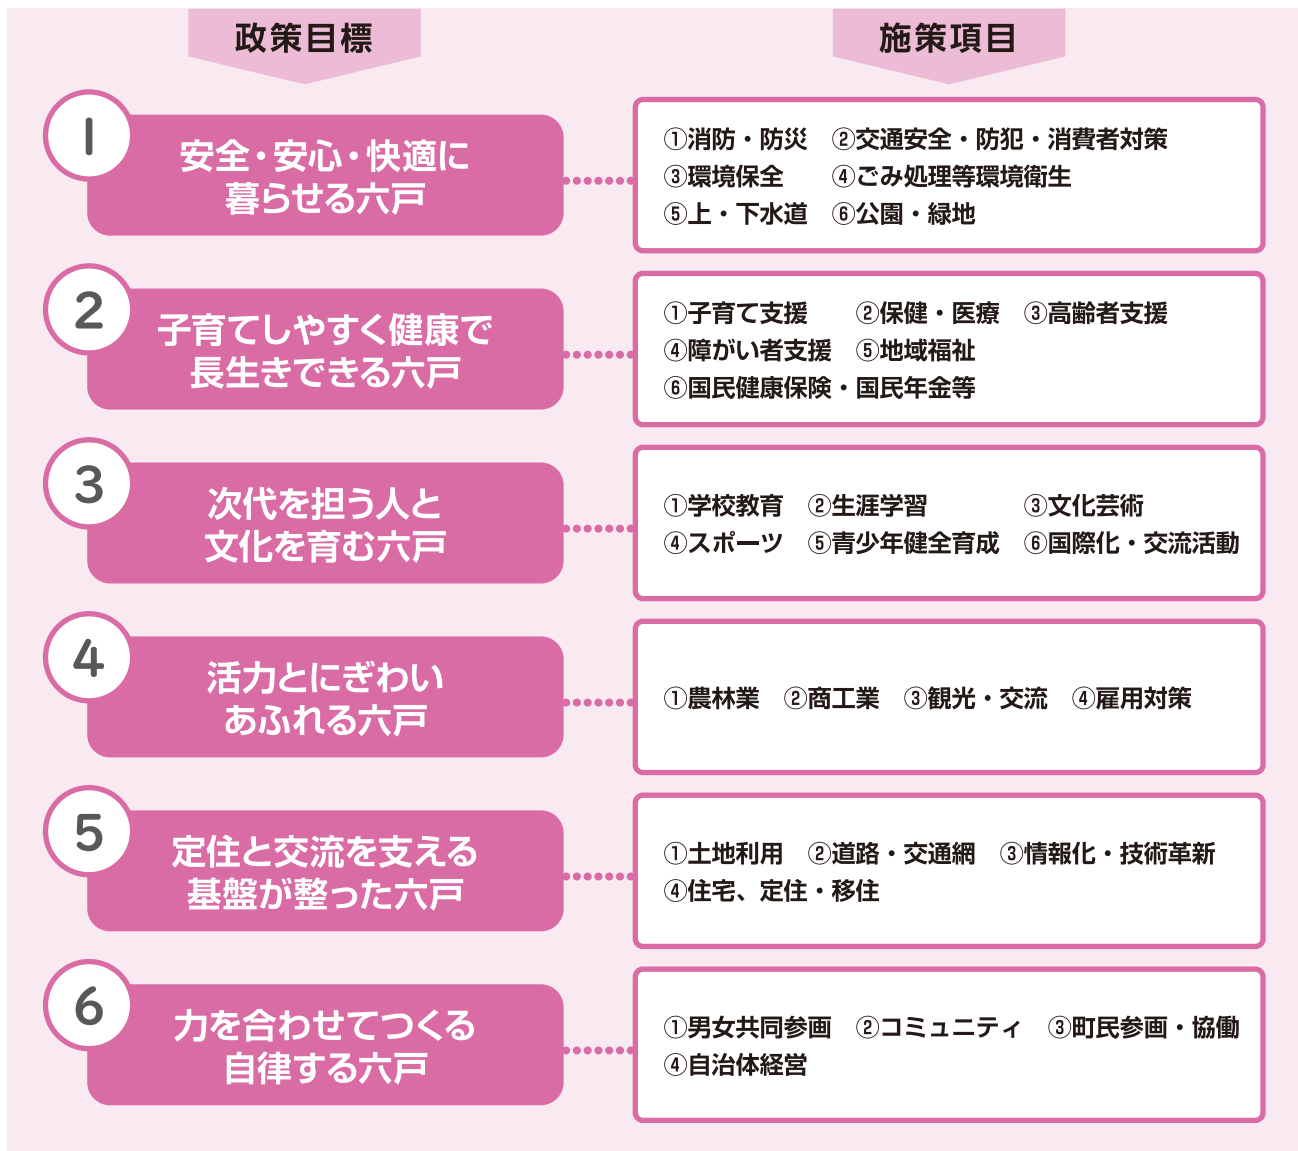 政策目標
施策項目
1
安全・安心・快適に
暮らせる六戸
①消防・防災　②交通安全・防犯・消費者対策
③環境保全　④ごみ処理等環境衛生
⑤上・下水道　⑥公園・緑地
2
子育てしやすく健康で
長生きできる六戸
①子育て支援　②保健・医療　③高齢者支援
④障がい者支援　⑤地域福祉
⑥国民健康保険・国民年金等
3
次代を担う人と
文化を育む六戸
①学校教育　②生涯学習　③文化芸術
④スポーツ　⑤青少年健全育成　⑥国際化・交流活動
4
活力とにぎわい
あふれる六戸
①農林業　②商工業　③観光・交流　④雇用対策
5
定住と交流を支える
基盤が整った六戸
①土地利用　②道路・交通網　③情報化・技術革新
④住宅、定住・移住
6
力を合わせてつくる
自律する六戸
①男女共同参画　②コミュニティ　③町民参画・協働
④自治体経営